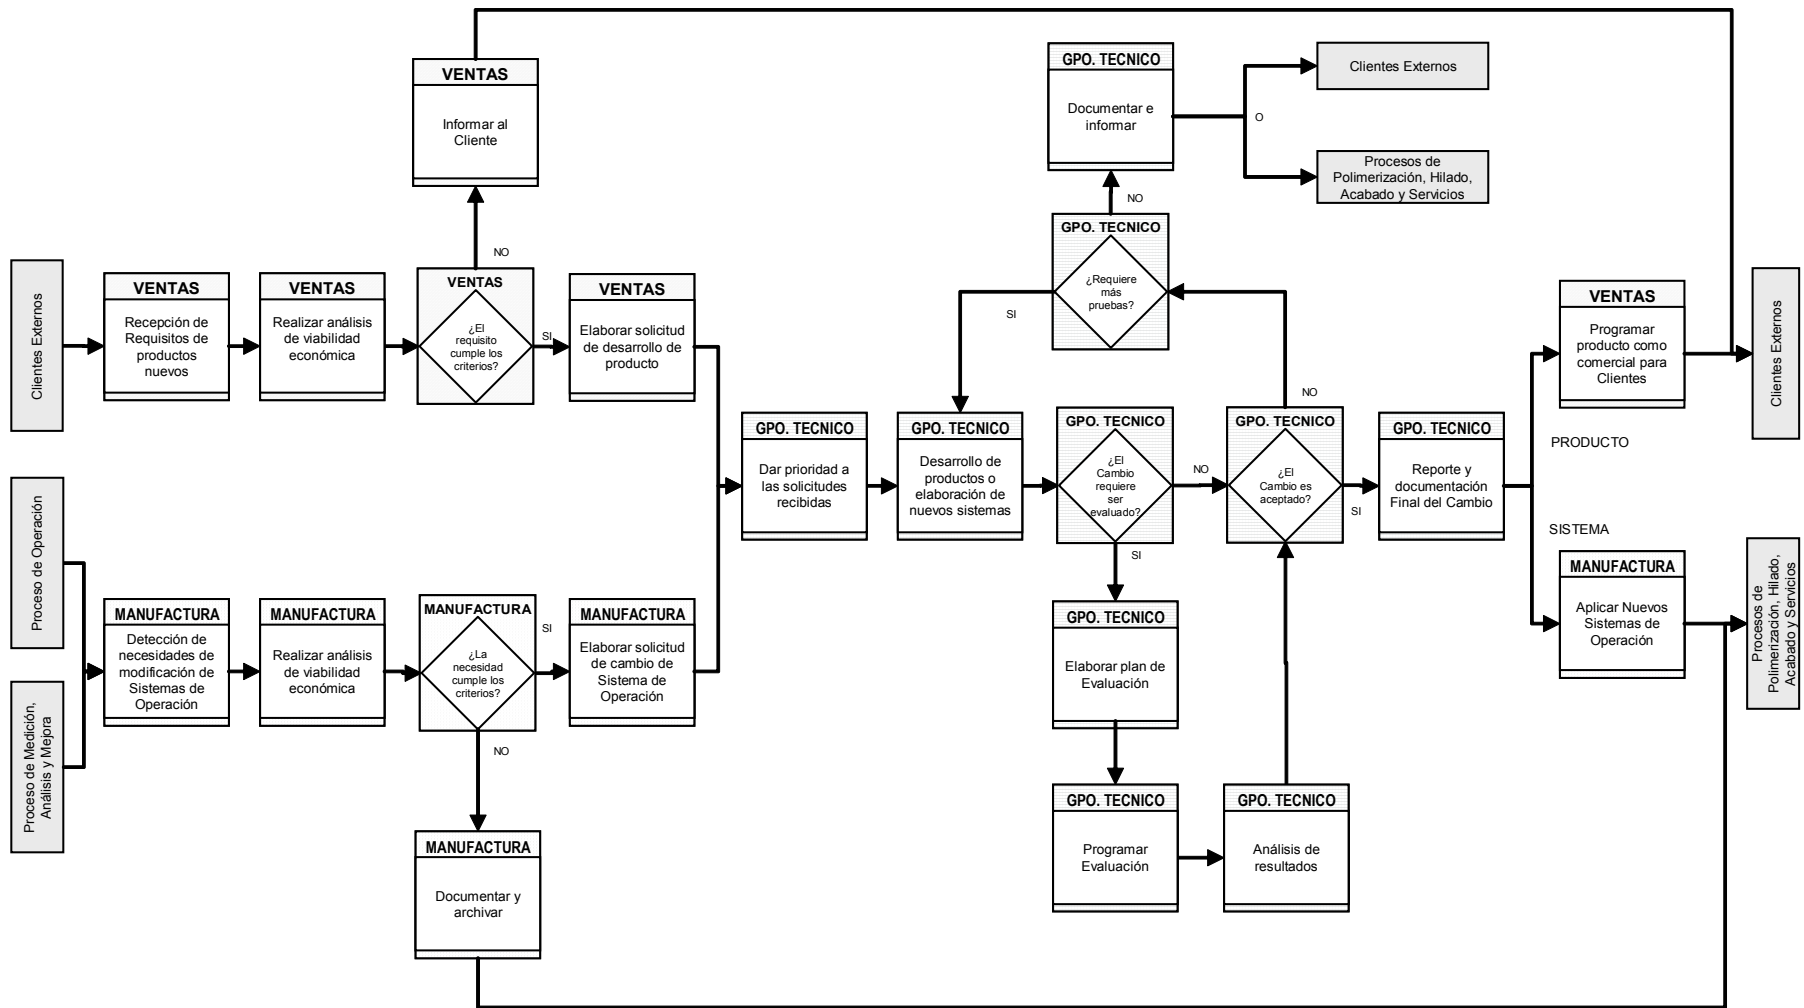 VENTAS
Informar al
Cliente
NO
GPO. TECNICO
Documentar e
informar
O
Clientes Externos
Procesos de
Polimerización, Hilado,
Acabado y Servicios
NO
GPO. TECNICO
¿Requiere
más
pruebas?
SI
Clientes Externos
VENTAS
Recepción de
Requisitos de
productos
nuevos
VENTAS
Realizar análisis
de viabilidad
económica
VENTAS
¿El
requisito
cumple los
criterios?
SI
VENTAS
Elaborar solicitud
de desarrollo de
producto
VENTAS
Programar
producto como
comercial para
Clientes
Clientes Externos
PRODUCTO
GPO. TECNICO
Dar prioridad a
las solicitudes
recibidas
GPO. TECNICO
Desarrollo de
productos o
elaboración de
nuevos sistemas
GPO. TECNICO
¿El
Cambio
requiere
ser
evaluado?
NO
SI
NO
GPO. TECNICO
¿El
Cambio es
aceptado?
SI
GPO. TECNICO
Reporte y
documentación
Final del Cambio
SISTEMA
MANUFACTURA
Aplicar Nuevos
Sistemas de
Operación
Procesos de
Polimerización, Hilado,
Acabado y Servicios
Proceso de Operación
Proceso de Medición,
Análisis y Mejora
MANUFACTURA
Detección de
necesidades de
modificación de
Sistemas de
Operación
MANUFACTURA
Realizar análisis
de viabilidad
económica
MANUFACTURA
¿La
necesidad
cumple los
criterios?
SI
NO
MANUFACTURA
Elaborar solicitud
de cambio de
Sistema de
Operación
GPO. TECNICO
Elaborar plan de
Evaluación
GPO. TECNICO
Programar
Evaluación
GPO. TECNICO
Análisis de
resultados
MANUFACTURA
Documentar y
archivar